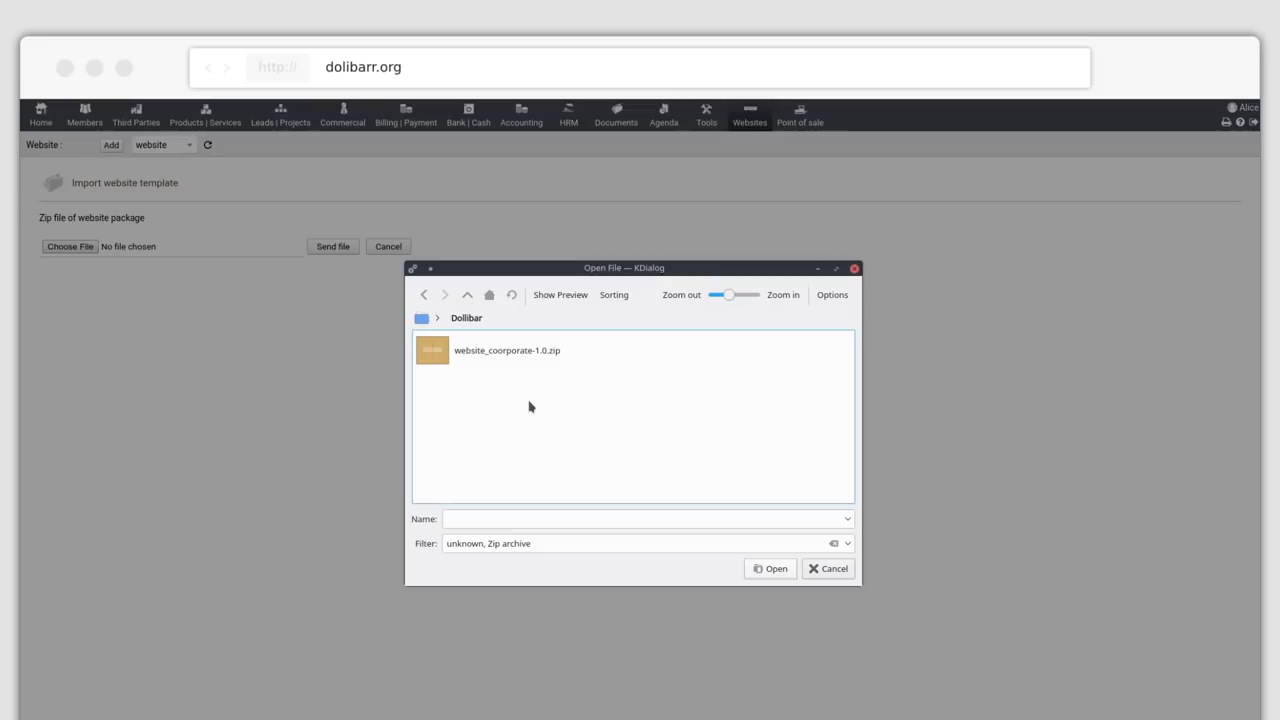 http:// dolibarr.org
Home Members Third Parties Products | Services Leads | Projects Commercial Billing | Payment Bank | Cash Accounting HRM Documents Agenda Tools Websites Point of sale Alice
Website : Add website
Import website template
Zip file of website package
Choose File No file chosen Send file Cancel
Open File — KDialog
Show Preview Sorting Zoom out Zoom in Options
Dollibar
website_coorporate-1.0.zip
Name:
Filter: unknown, Zip archive
Open Cancel